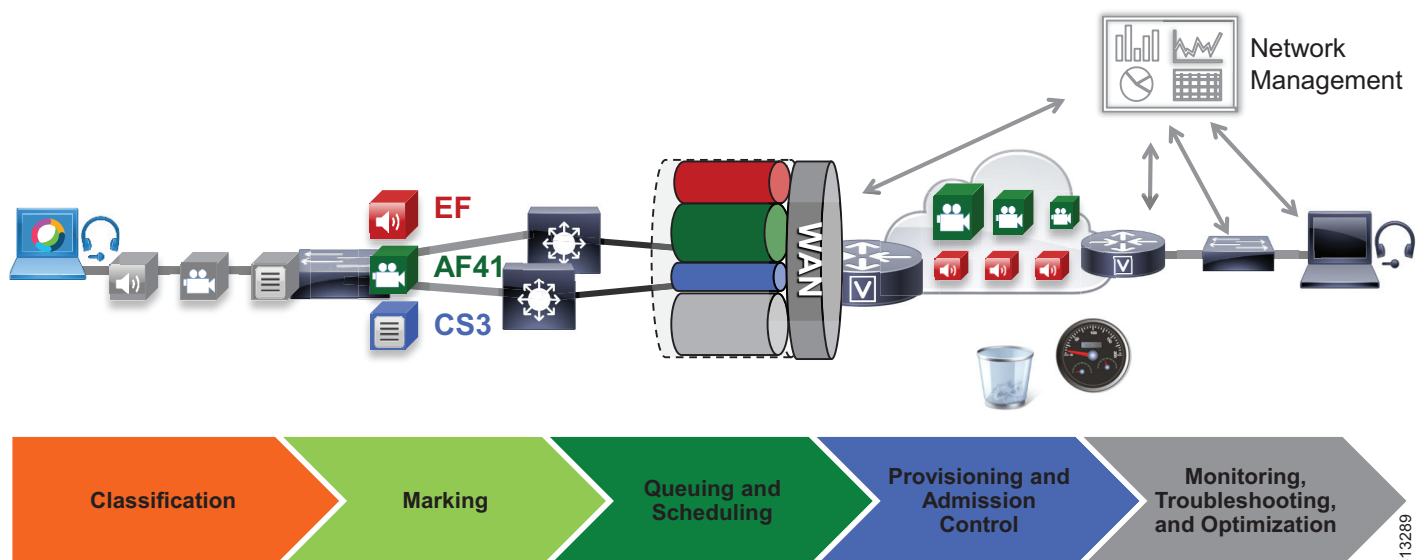 Network
Management
EF
AF41
CS3
WAN
V
V
Classification
Marking
Queuing and
Scheduling
Provisioning and
Admission
Control
Monitoring,
Troubleshooting,
and Optimization
13289